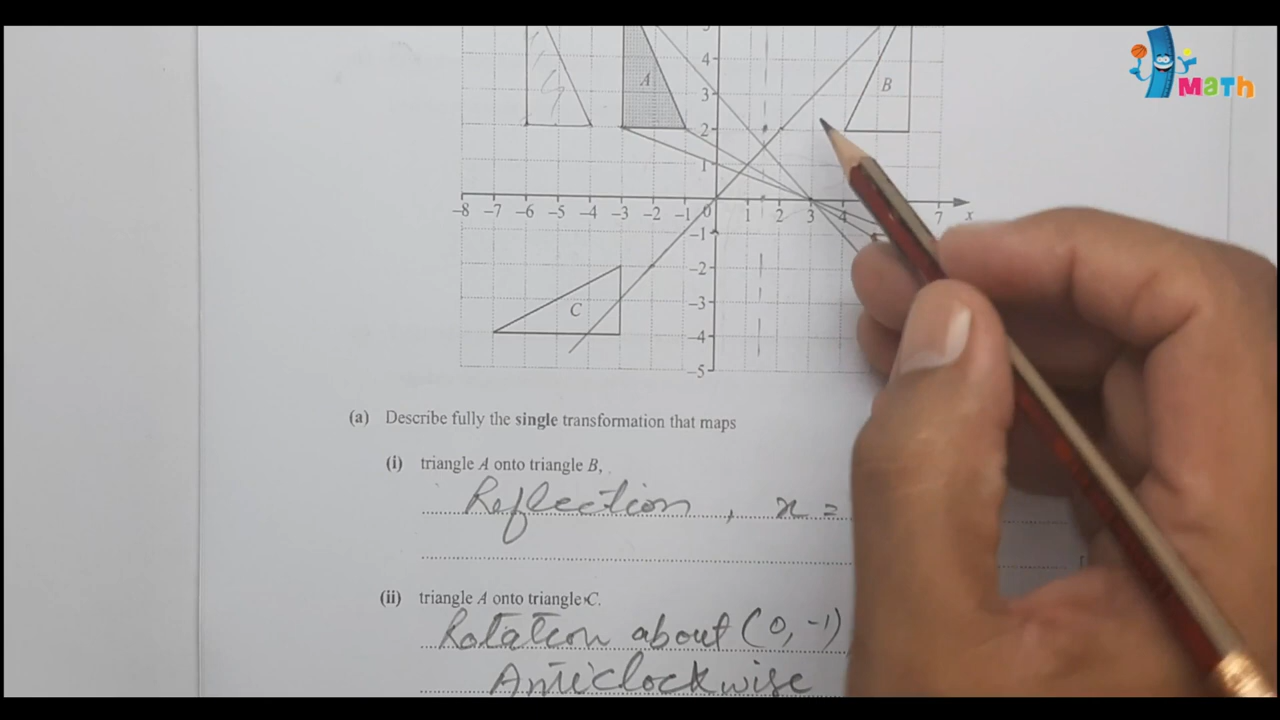 MATH
4
A
B
3
2
1
-8 -7 -6 -5 -4 -3 -2 -1 0 1 2 3 4 7 x
-1
-2
C
-3
-4
-5
(a) Describe fully the single transformation that maps
(i) triangle A onto triangle B,
Reflection, x =
(ii) triangle A onto triangle C.
Rotation about (0, -1)
Anticlockwise